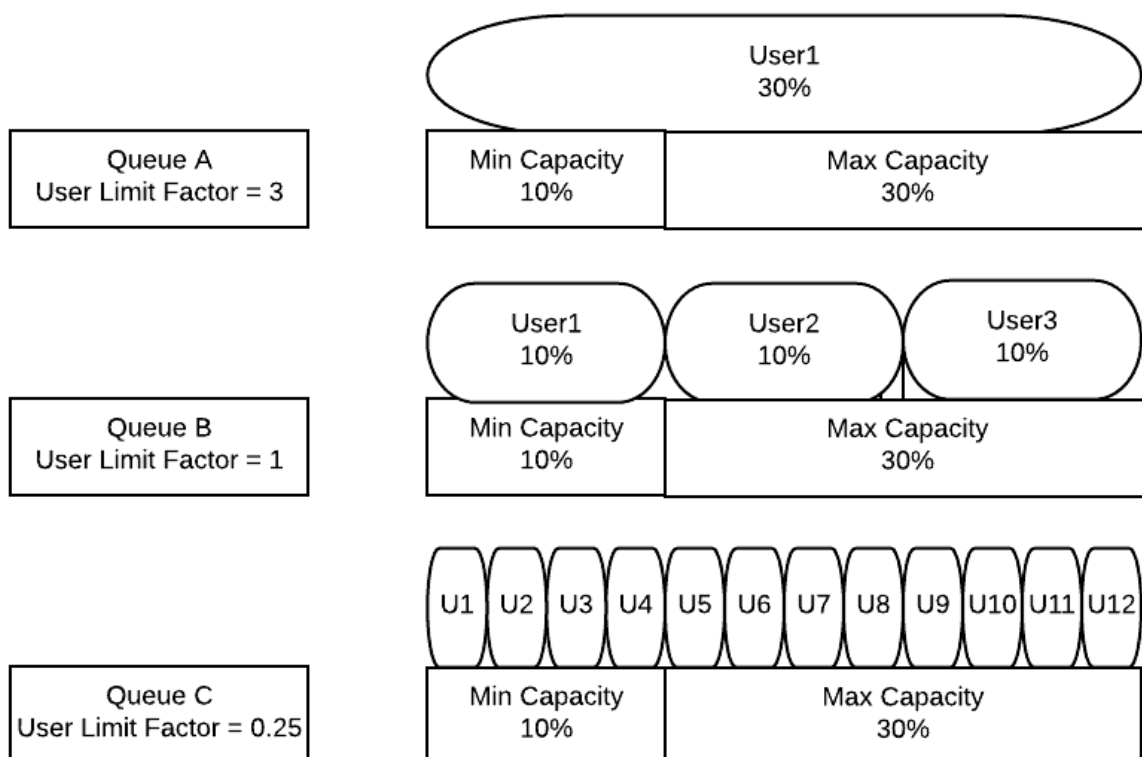 User1
30%
Queue A
User Limit Factor = 3
Min Capacity
10%
Max Capacity
30%
User1
10%
User2
10%
User3
10%
Queue B
User Limit Factor = 1
Min Capacity
10%
Max Capacity
30%
U1 U2 U3 U4 U5 U6 U7 U8 U9 U10 U11 U12
Queue C
User Limit Factor = 0.25
Min Capacity
10%
Max Capacity
30%